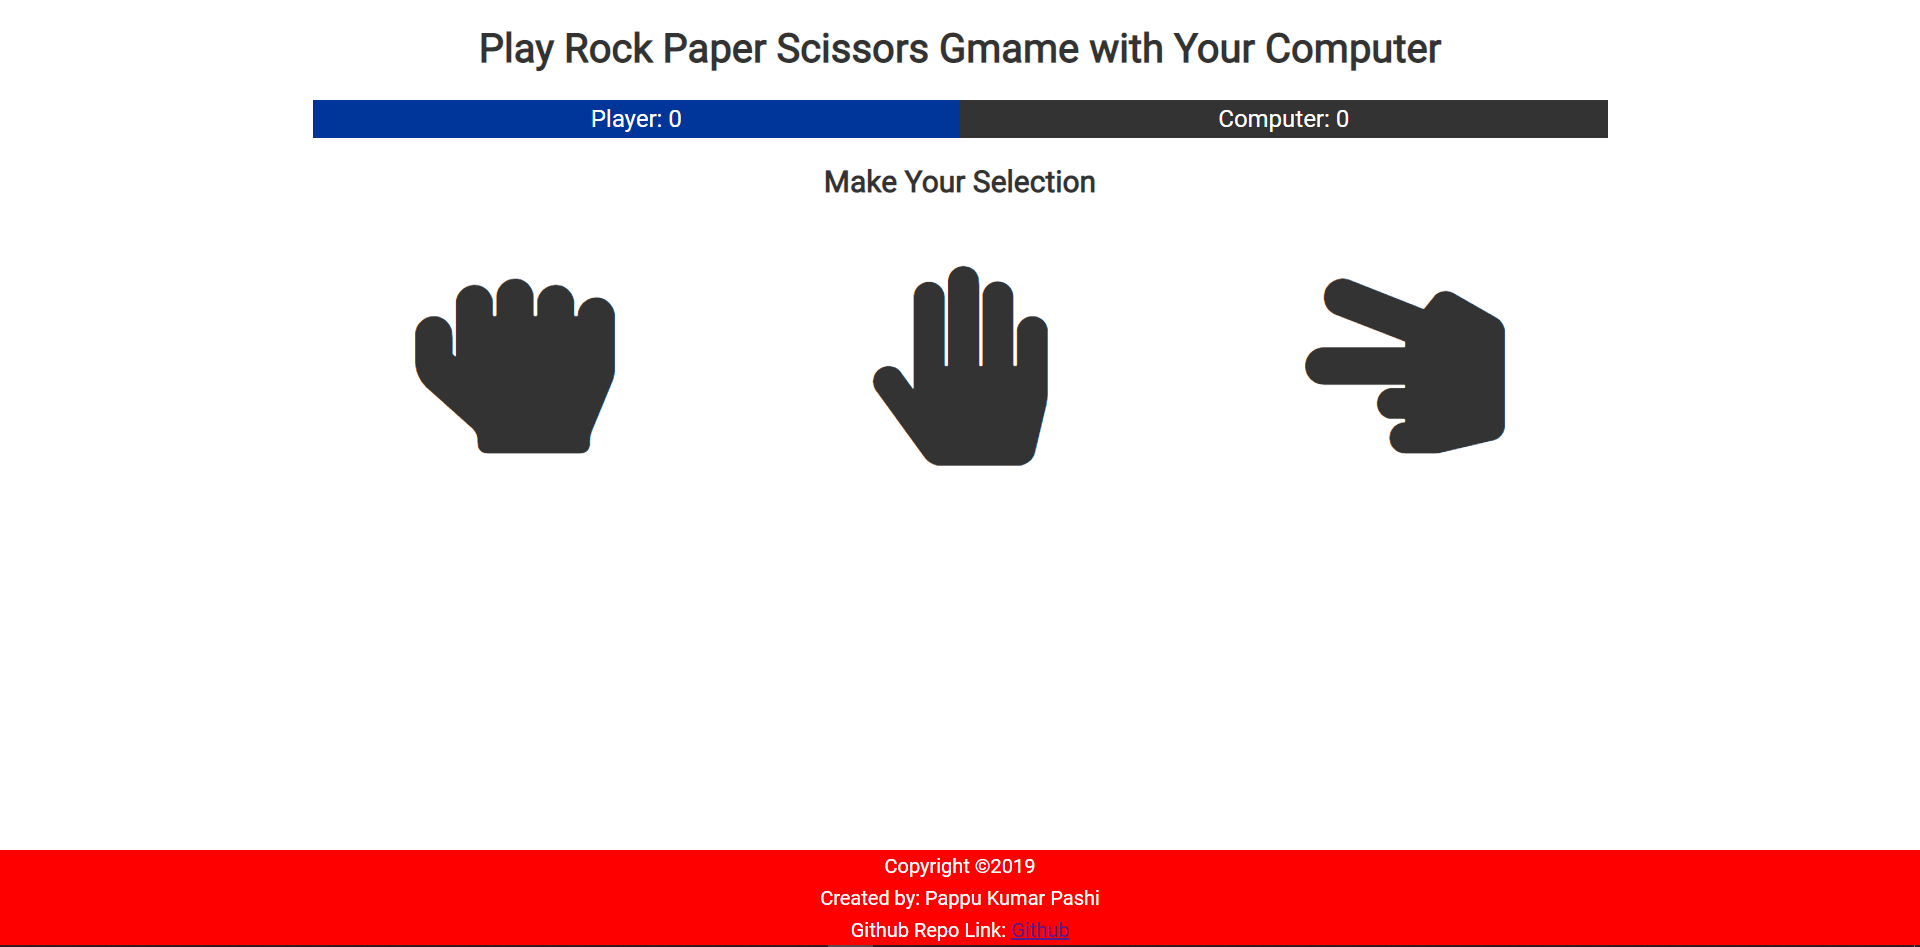 Play Rock Paper Scissors Gmame with Your Computer
Player: 0
Computer: 0
Make Your Selection
Copyright ©2019
Created by: Pappu Kumar Pashi
Github Repo Link: Github